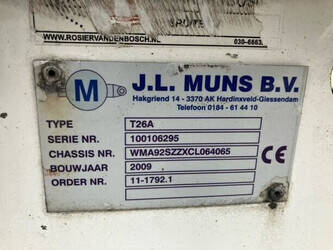 WWW.ROSIERVANDENBOSCH.NL
M J.L. MUNS B.V.
Hakgriend 14 - 3370 AK Hardinxveld-Giessendam
Telefoon 0184 - 61 44 10
TYPE T26A
SERIE NR. 100106295
CHASSIS NR. WMA92SZZXCL064065
BOUWJAAR 2009
ORDER NR. 11-1792.1
CE